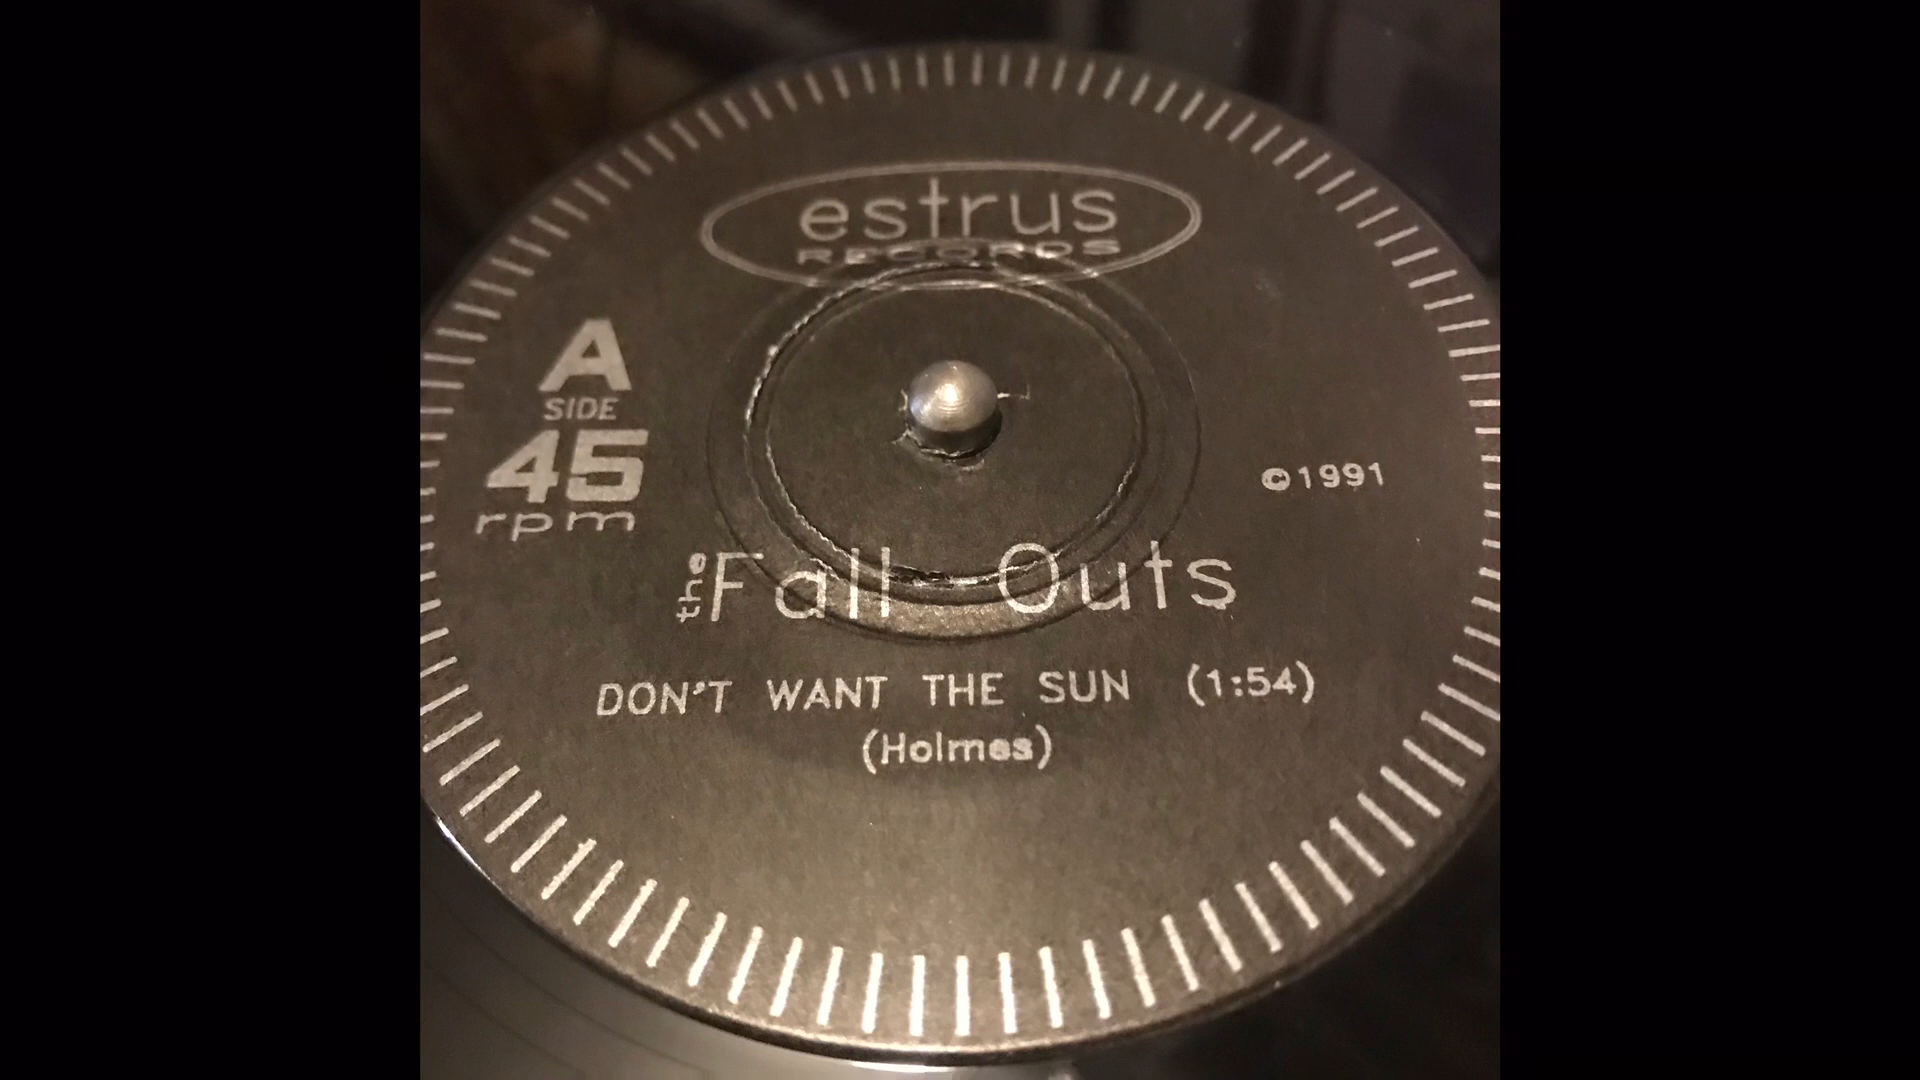 estrus
RECORDS
A
SIDE
45
rpm
©1991
the Fall-Outs
DON'T WANT THE SUN (1:54)
(Holmes)